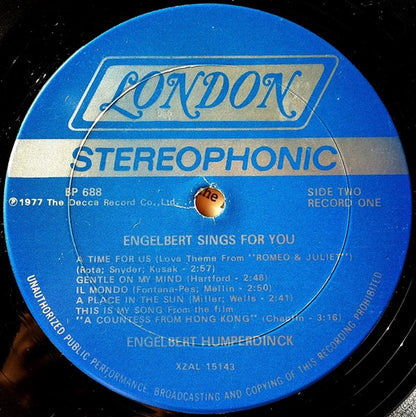 LONDON
STEREOPHONIC
BP 688
SIDE TWO
℗1977 The Decca Record Co., Ltd.
RECORD ONE
the
ENGELBERT SINGS FOR YOU
A TIME FOR US (Love Theme From "ROMEO & JULIET")
(Rota; Snyder; Kusak - 2:57)
GENTLE ON MY MIND (Hartford - 2:48)
IL MONDO (Fontana-Pes; Mellin - 2:50)
A PLACE IN THE SUN (Miller; Wells - 2:41)
THIS IS MY SONG From the film
"A COUNTESS FROM HONG KONG" (Chaplin - 3:16)
ENGELBERT HUMPERDINCK
XZAL 15143
UNAUTHORIZED PUBLIC PERFORMANCE, BROADCASTING AND COPYING OF THIS RECORDING PROHIBITED